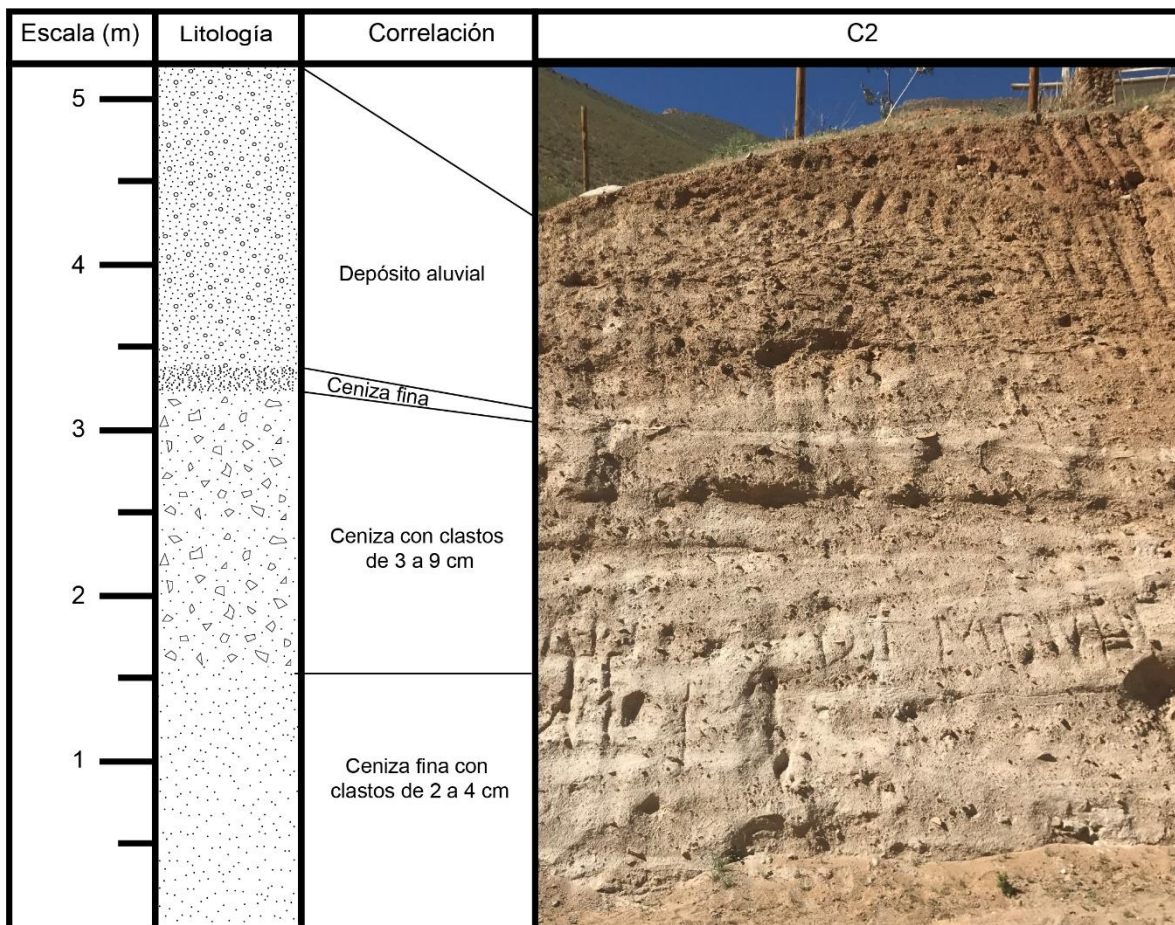 Escala (m)
Litología
Correlación
C2
5
4
3
2
1
Depósito aluvial
Ceniza fina
Ceniza con clastos
de 3 a 9 cm
Ceniza fina con
clastos de 2 a 4 cm